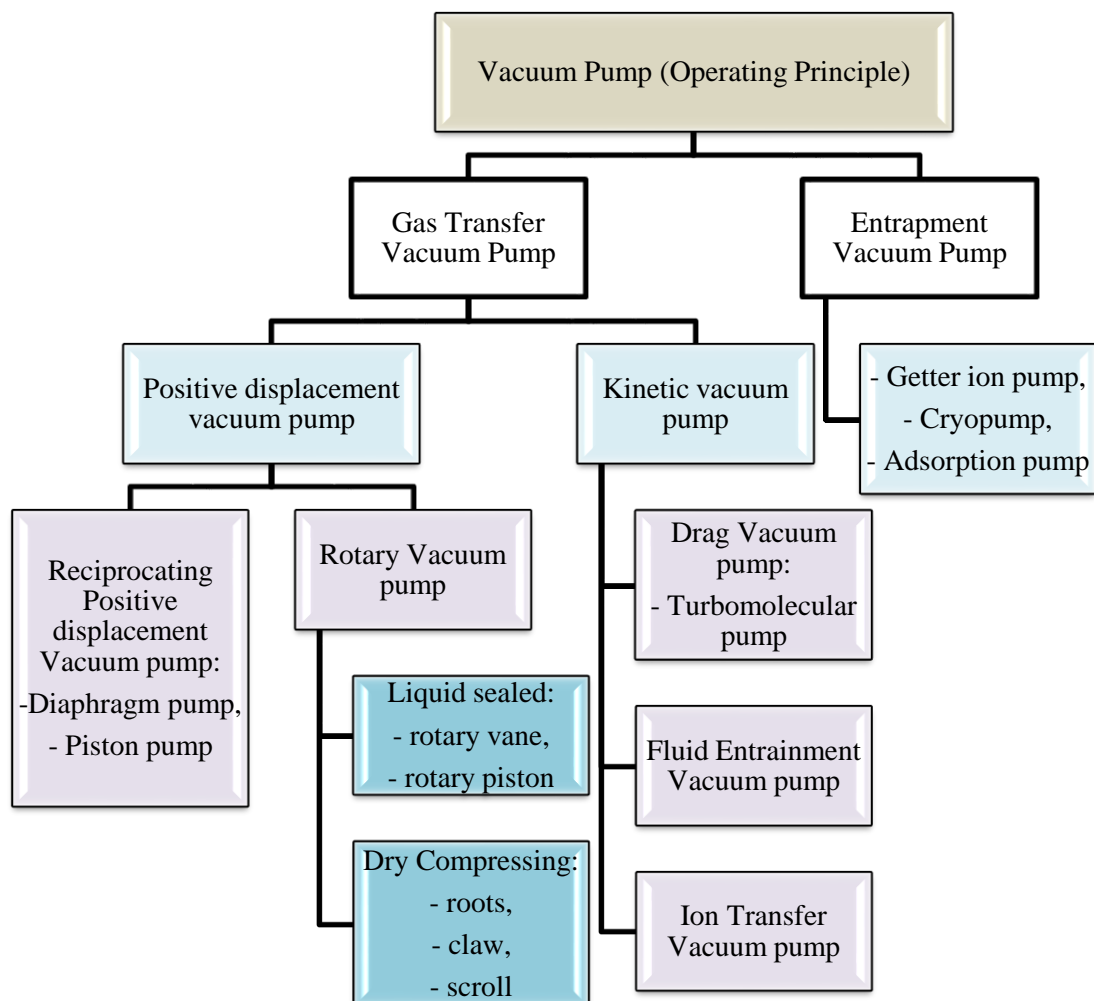 Vacuum Pump (Operating Principle)
Gas Transfer
Vacuum Pump
Entrapment
Vacuum Pump
Positive displacement
vacuum pump
Kinetic vacuum
pump
- Getter ion pump,
- Cryopump,
- Adsorption pump
Reciprocating
Positive
displacement
Vacuum pump:
-Diaphragm pump,
- Piston pump
Rotary Vacuum
pump
Liquid sealed:
- rotary vane,
- rotary piston
Dry Compressing:
- roots,
- claw,
- scroll
Drag Vacuum
pump:
- Turbomolecular
pump
Fluid Entrainment
Vacuum pump
Ion Transfer
Vacuum pump